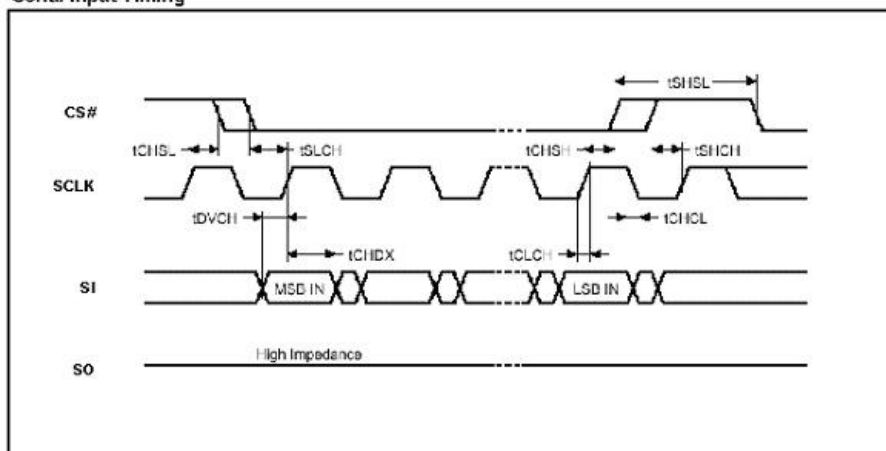 Serial Input Timing
tSHSL
CS#
tCHSL
tSLCH
tCHSH
tSHCH
SCLK
tDVCH
tCHCL
tCHDX
tCLCH
SI
MSB IN
LSB IN
High Impedance
SO